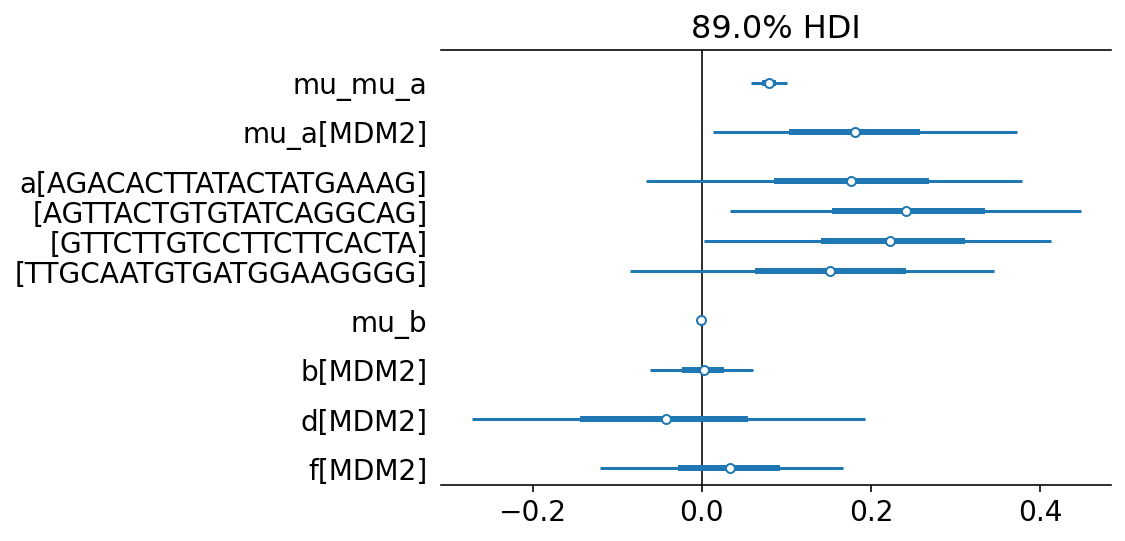 89.0% HDI
mu_mu_a
mu_a[MDM2]
a[AGACACTTATACTATGAAAG]
[AGTTACTGTGTATCAGGCAG]
[GTTCTTGTCCTTCTTCACTA]
[TTGCAATGTGATGGAAGGGG]
mu_b
b[MDM2]
d[MDM2]
f[MDM2]
−0.2 0.0 0.2 0.4